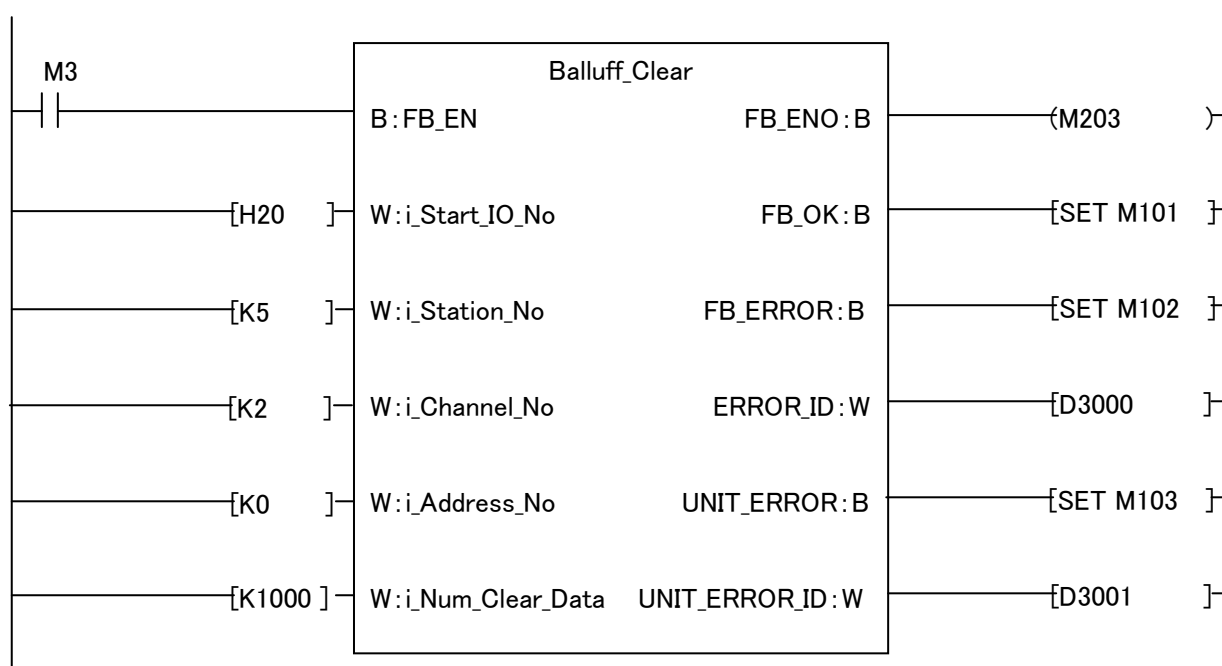 Balluff_Clear
M3
B:FB_EN FB_ENO:B (M203 )
[H20 ] W:i_Start_IO_No FB_OK:B [SET M101 ]
[K5 ] W:i_Station_No FB_ERROR:B [SET M102 ]
[K2 ] W:i_Channel_No ERROR_ID:W [D3000 ]
[K0 ] W:i_Address_No UNIT_ERROR:B [SET M103 ]
[K1000 ] W:i_Num_Clear_Data UNIT_ERROR_ID:W [D3001 ]